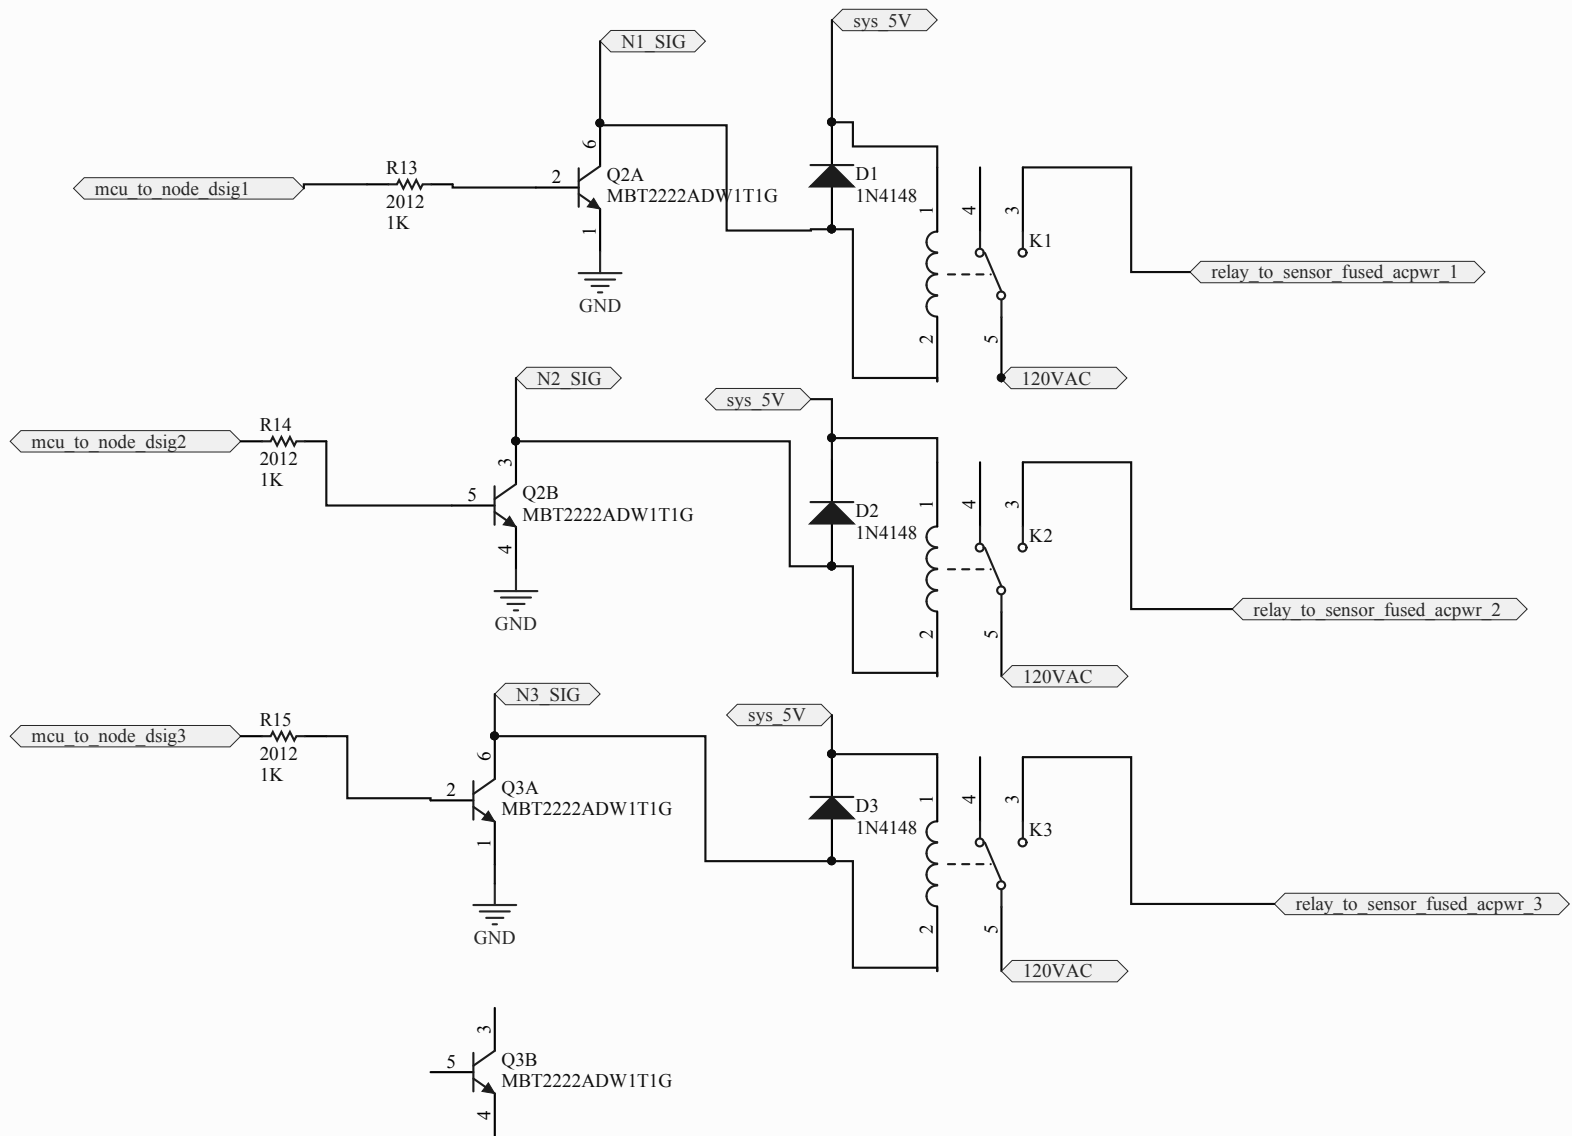 sys_5V
N1_SIG
6
R13
mcu_to_node_dsig1
2012
1K
2
Q2A
MBT2222ADW1T1G
1
GND
D1
1N4148
1
2
4
3
K1
5
relay_to_sensor_fused_acpwr_1
120VAC
N2_SIG
sys_5V
R14
mcu_to_node_dsig2
2012
1K
3
5
Q2B
MBT2222ADW1T1G
4
GND
D2
1N4148
1
2
4
3
K2
5
relay_to_sensor_fused_acpwr_2
120VAC
N3_SIG
sys_5V
R15
mcu_to_node_dsig3
2012
1K
6
2
Q3A
MBT2222ADW1T1G
1
GND
D3
1N4148
1
2
4
3
K3
5
relay_to_sensor_fused_acpwr_3
120VAC
3
5
Q3B
MBT2222ADW1T1G
4